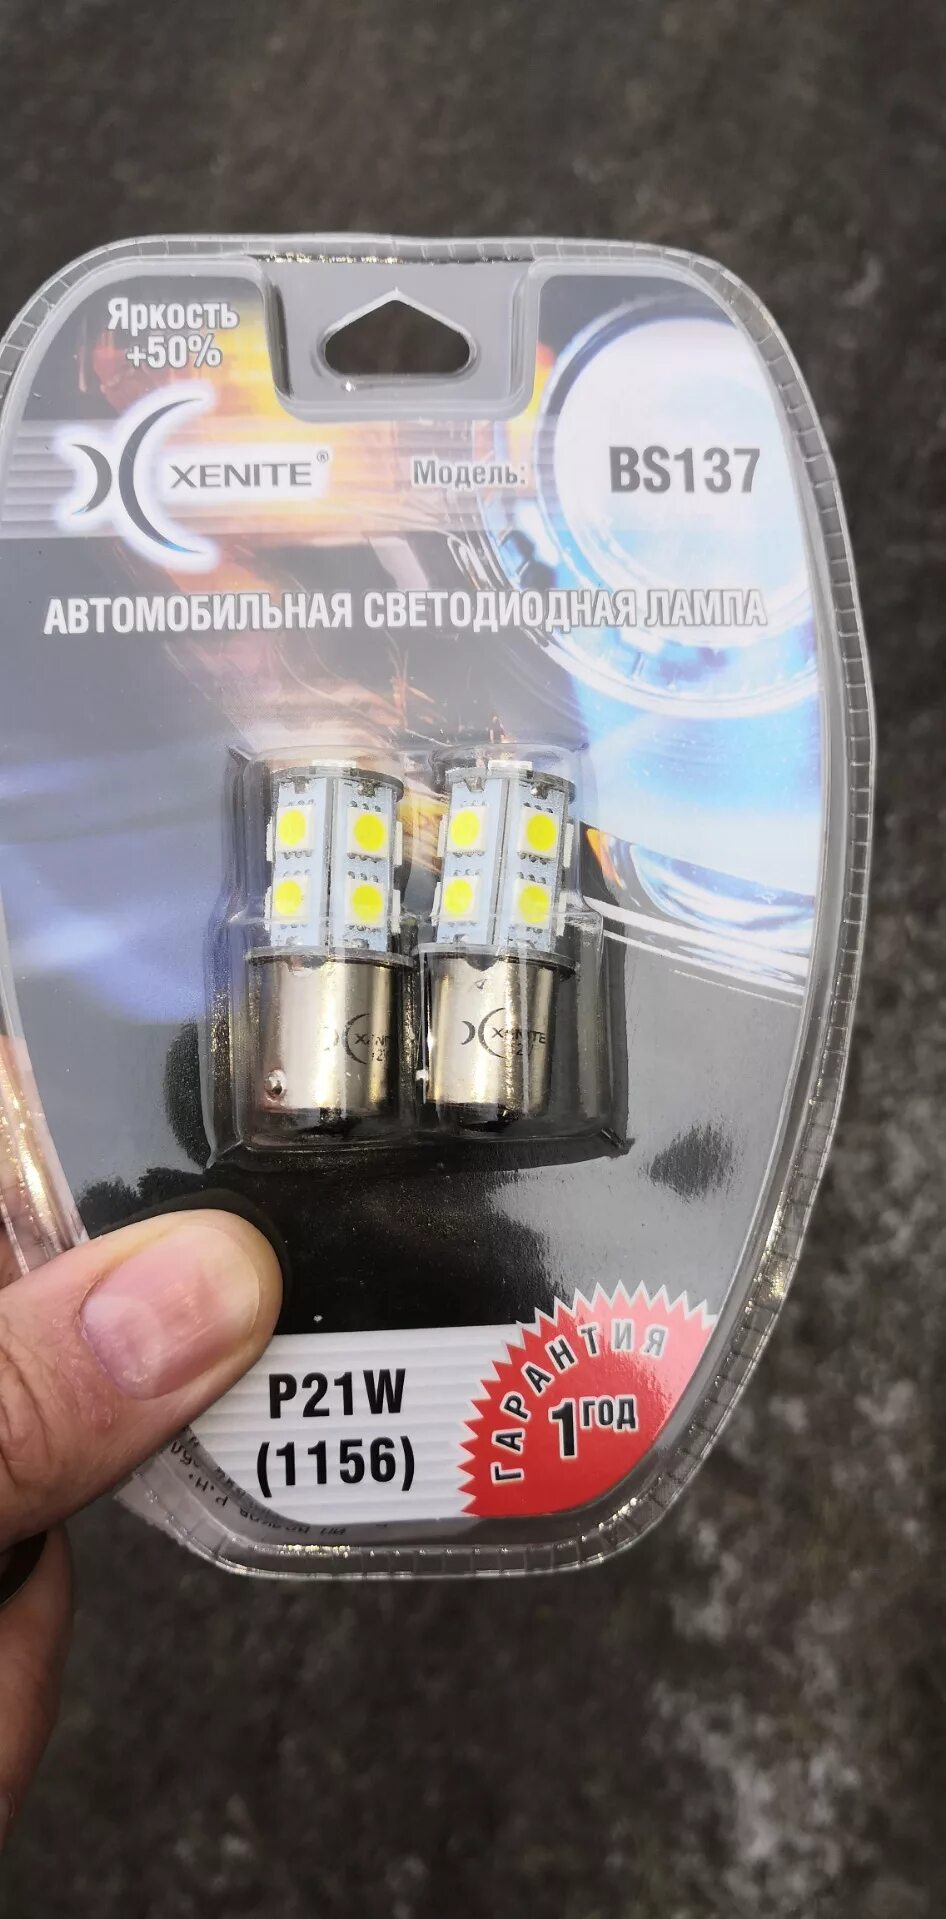 Яркость
+50%
XENITE®
Модель: BS137
АВТОМОБИЛЬНАЯ СВЕТОДИОДНАЯ ЛАМПА
XENITE
XENITE
P21W
(1156)
ГАРАНТИЯ
1 ГОД